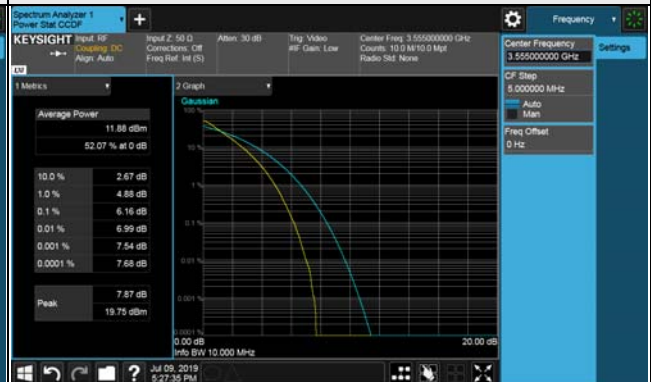 Spectrum Analyzer 1
Power Stat CCDF
Frequency
KEYSIGHT
Input: RF
Coupling: DC
Align: Auto
Input Z: 50 Ω
Corrections: Off
Freq Ref: Int (S)
Atten: 30 dB
Trig: Video
#IF Gain: Low
Center Freq: 3.555000000 GHz
Counts: 10.0 M/10.0 Mpt
Radio Std: None
Center Frequency
3.555000000 GHz
Settings
CF Step
5.000000 MHz
Auto
Man
Freq Offset
0 Hz
1 Metrics
2 Graph
Average Power
11.88 dBm
52.07 % at 0 dB
10.0 % 2.67 dB
1.0 % 4.88 dB
0.1 % 6.16 dB
0.01 % 6.99 dB
0.001 % 7.54 dB
0.0001 % 7.68 dB
Peak
7.87 dB
19.75 dBm
Gaussian
100 %
10 %
1 %
0.1 %
0.01 %
0.001 %
0.0001 %
0.00 dB
20.00 dB
Info BW 10.000 MHz
?
Jul 09, 2019
5:27:35 PM